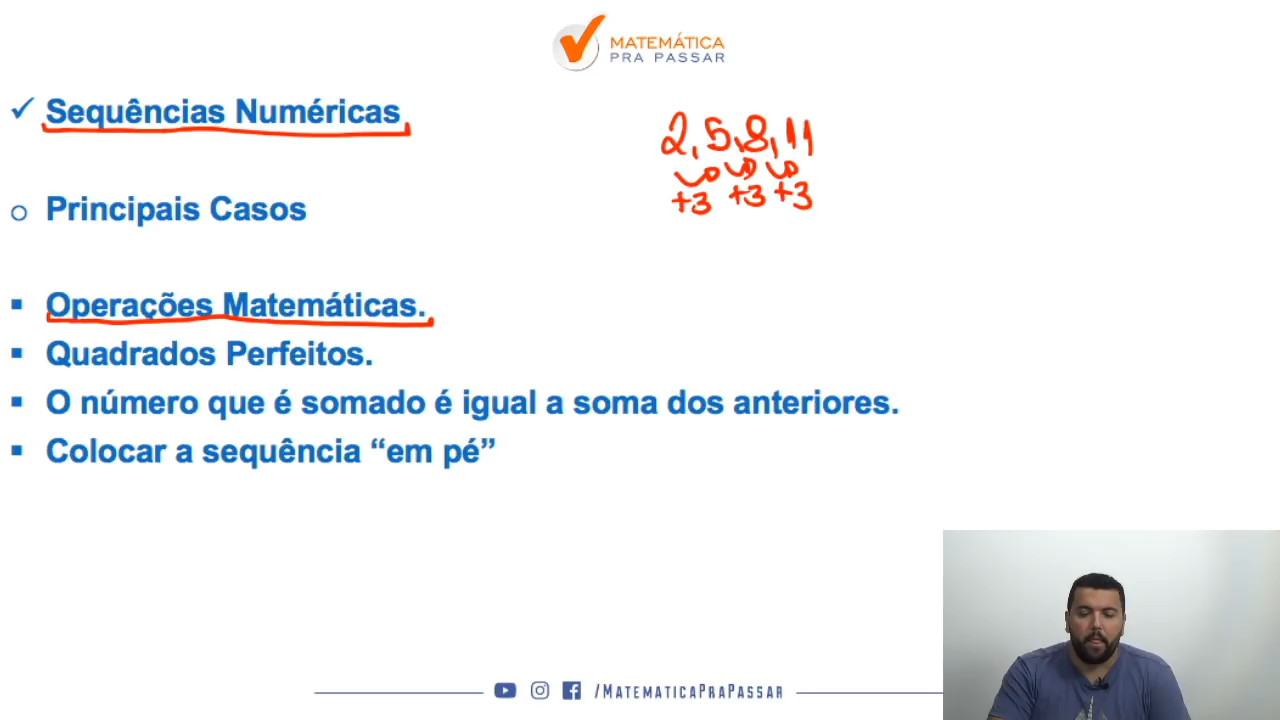 MATEMÁTICA
PRA PASSAR
Sequências Numéricas
2, 5, 8, 11
+3 +3 +3
Principais Casos
Operações Matemáticas.
Quadrados Perfeitos.
O número que é somado é igual a soma dos anteriores.
Colocar a sequência “em pé”
/MATEMATICAPRAPASSAR